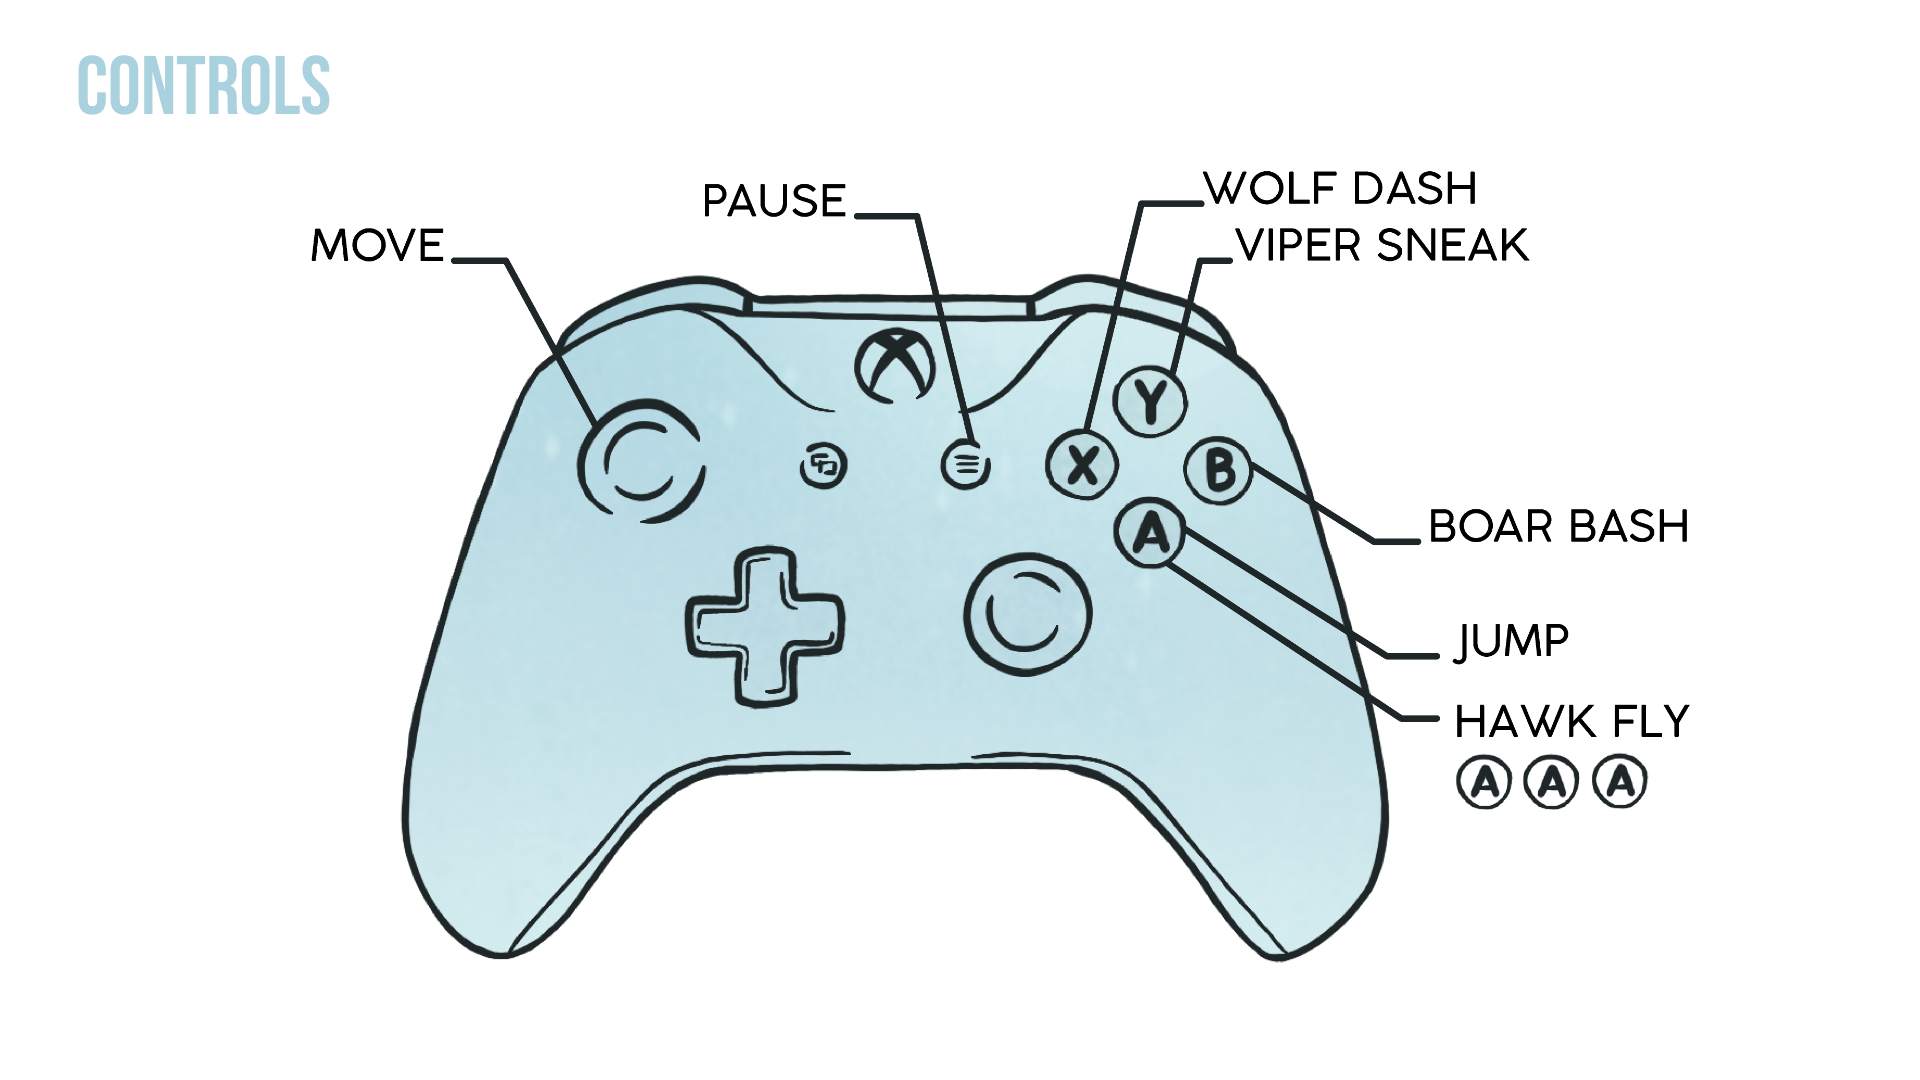 CONTROLS
WOLF DASH
PAUSE
MOVE
VIPER SNEAK
Y
X
B
A
BOAR BASH
JUMP
HAWK FLY
A A A